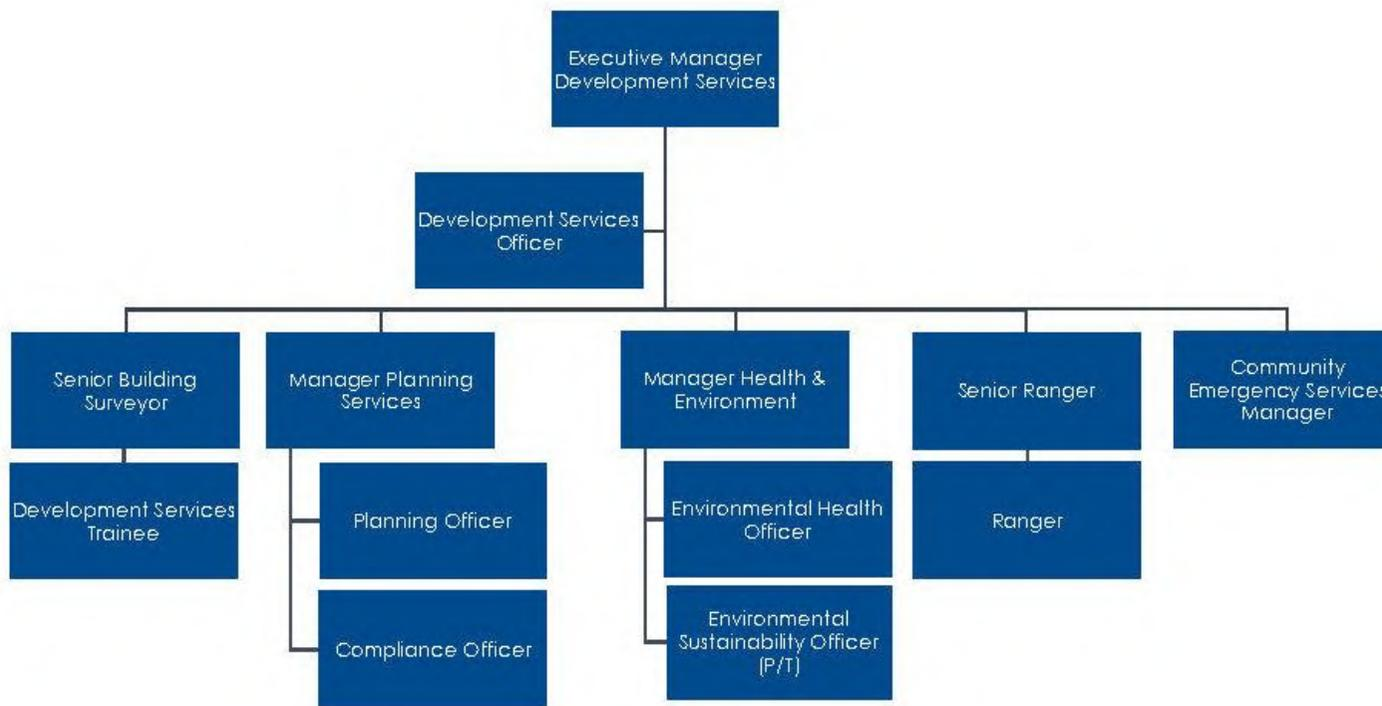 Executive Manager
Development Services
Development Services
Officer
Senior Building
Surveyor
Manager Planning
Services
Manager Health &
Environment
Senior Ranger
Community
Emergency Services
Manager
Development Services
Trainee
Planning Officer
Environmental Health
Officer
Ranger
Compliance Officer
Environmental
Sustainability Officer
(P/T)